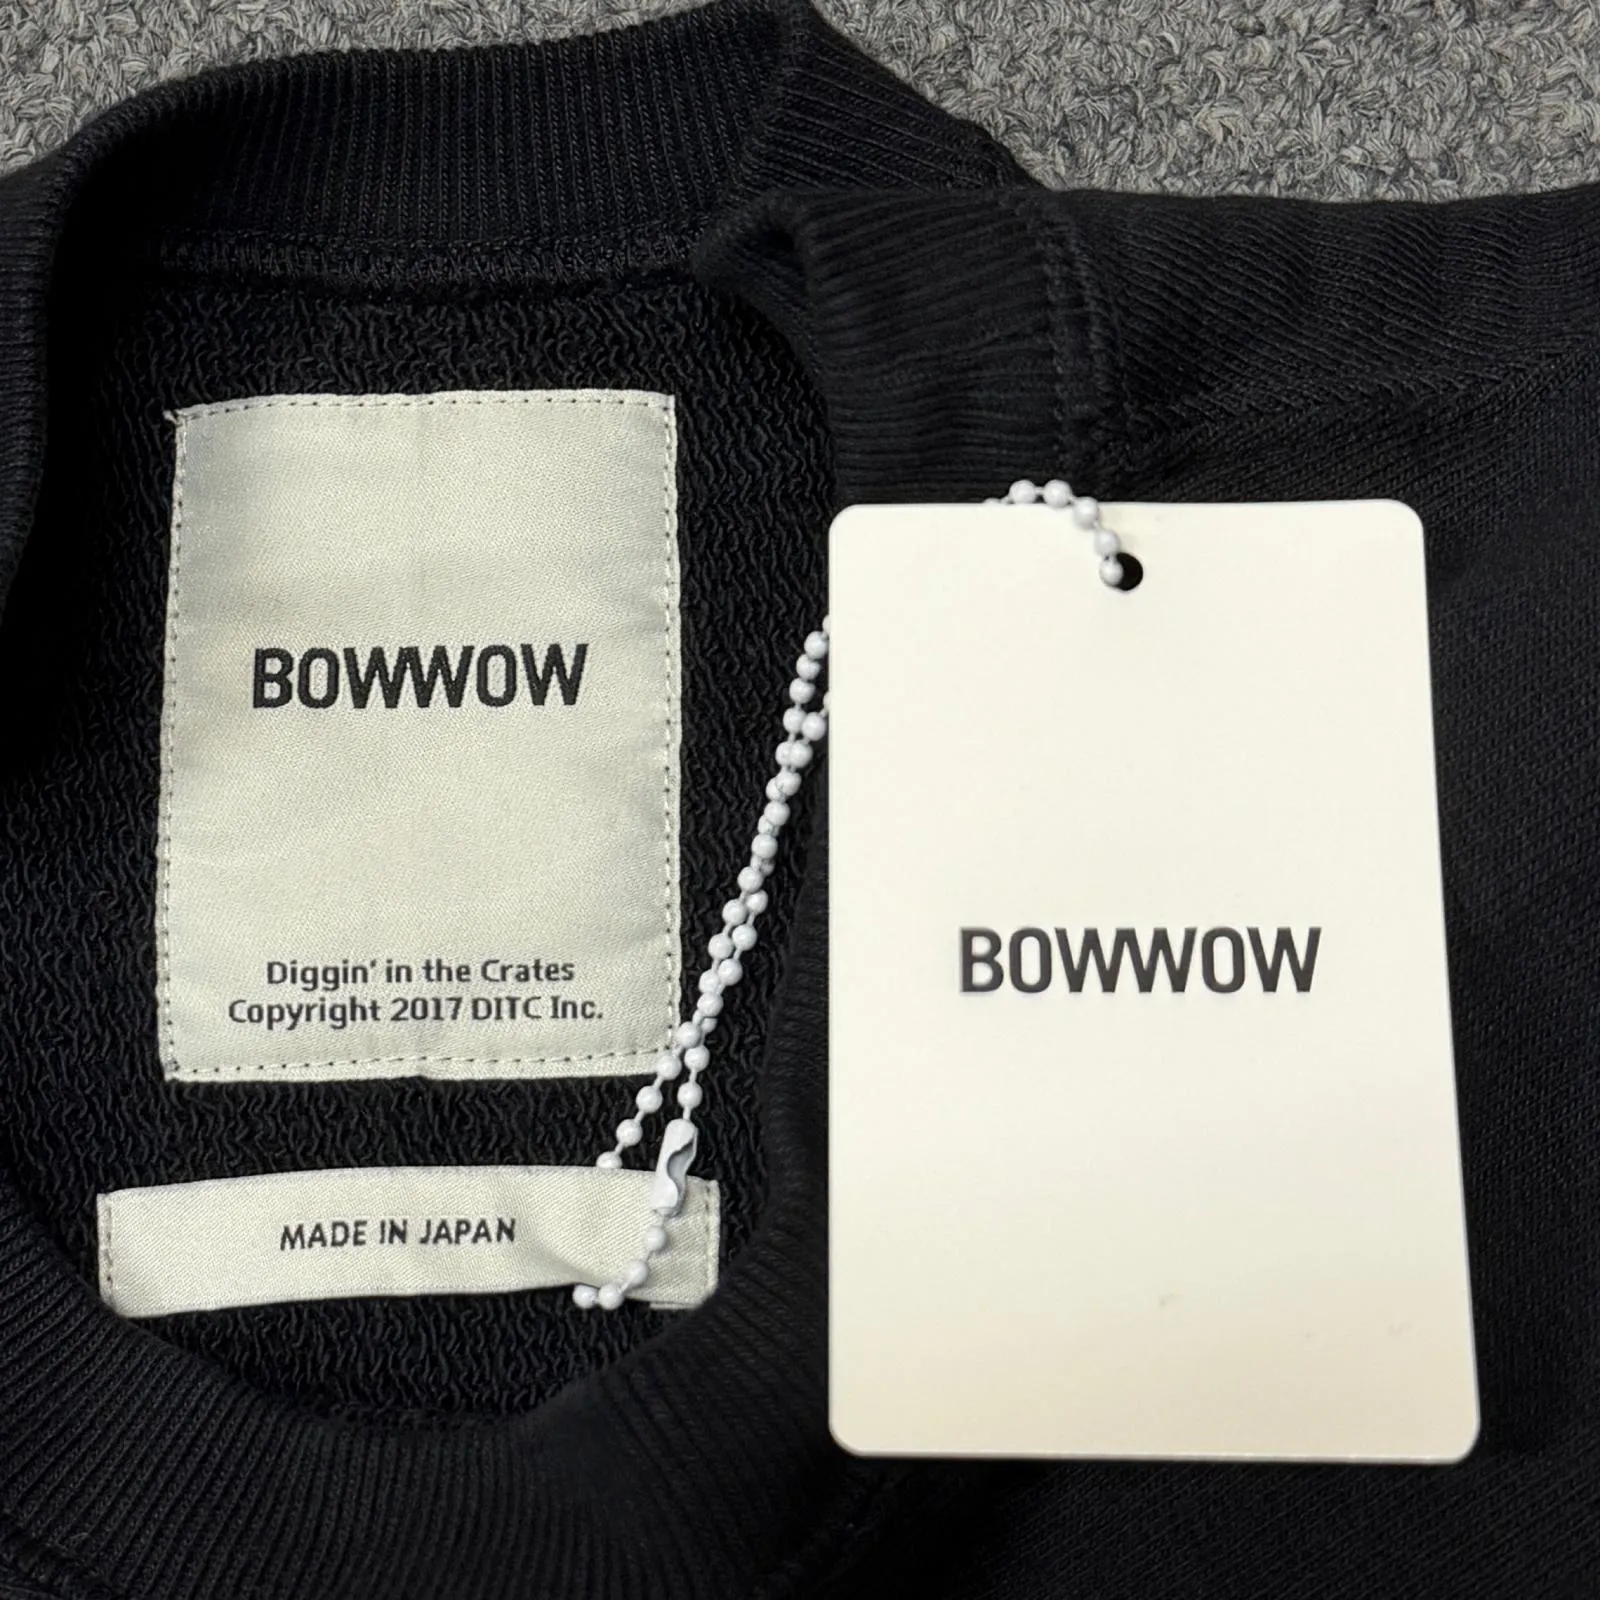 BOWWOW
Diggin' in the Crates
Copyright 2017 DITC Inc.
MADE IN JAPAN
BOWWOW